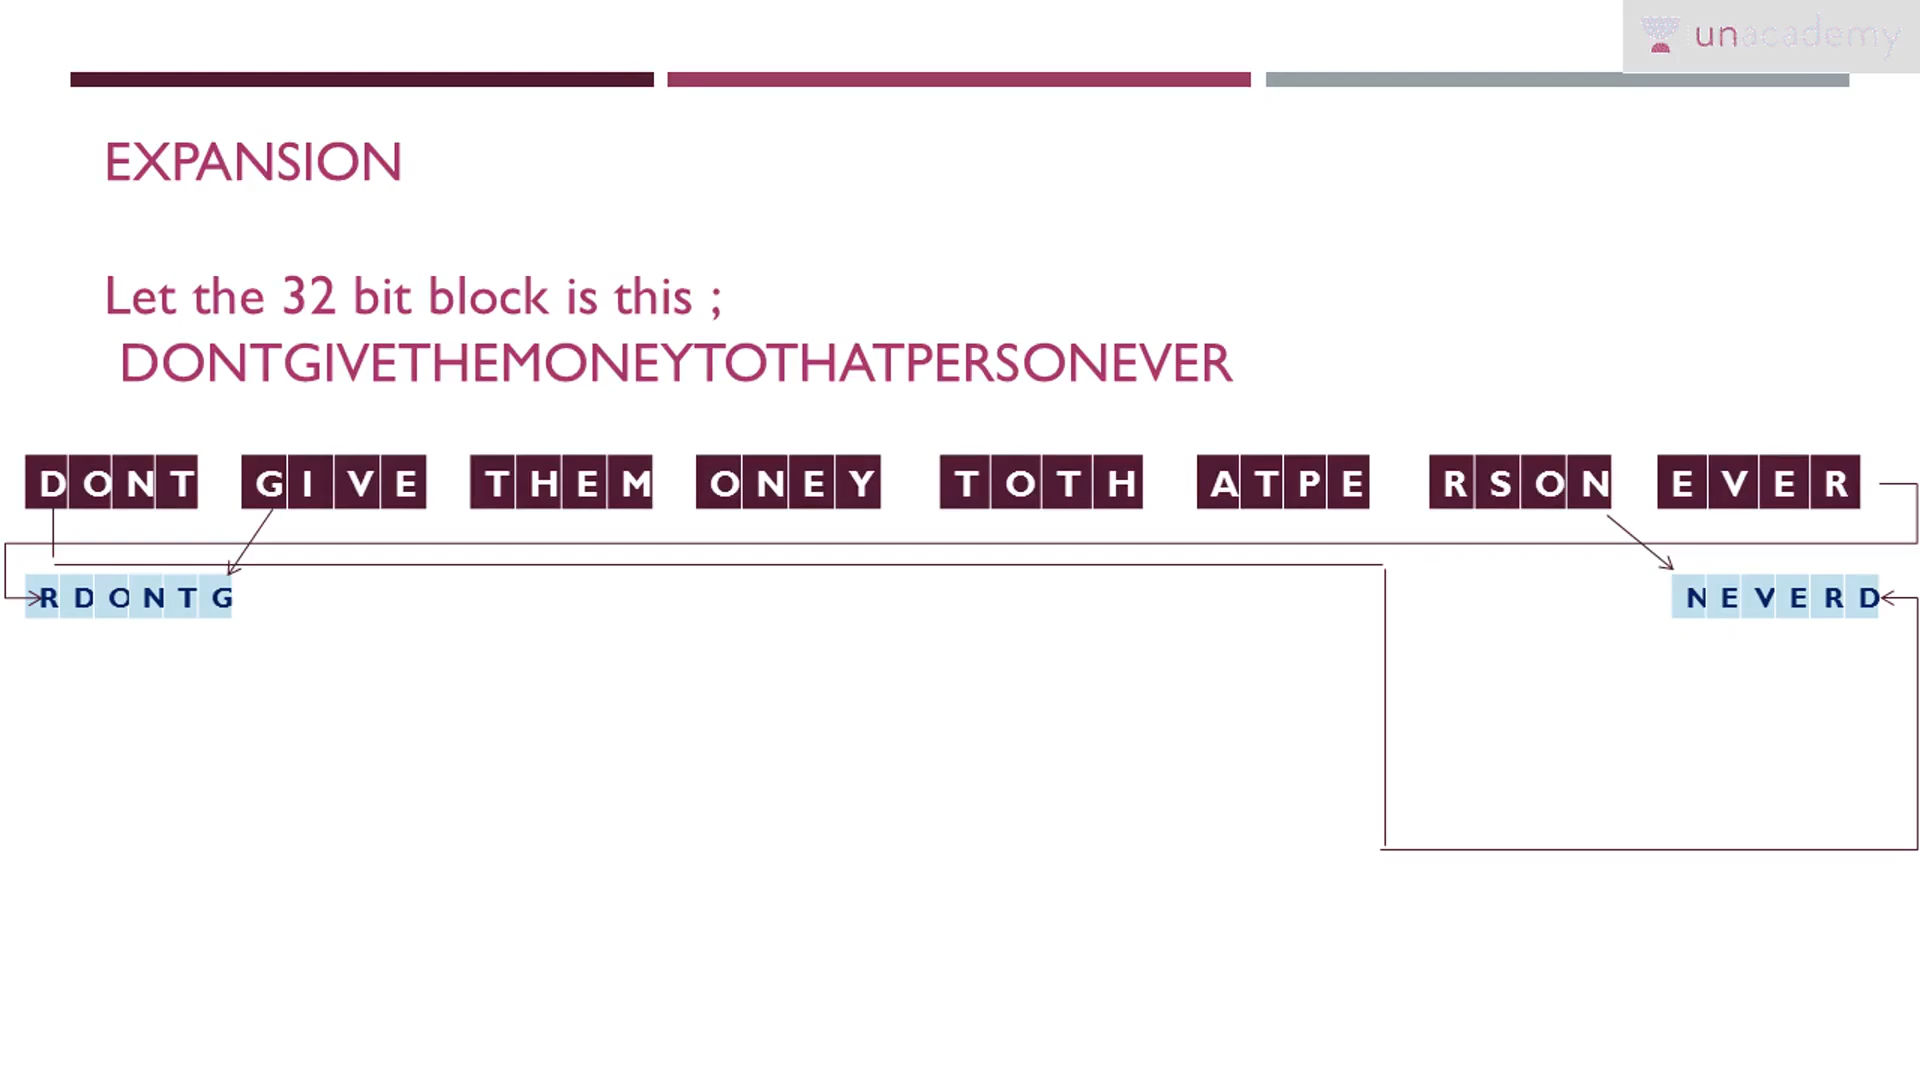 unacademy
EXPANSION
Let the 32 bit block is this ;
DONTGIVETHEMONEYTOTHATPERSONEVER
D O N T G I V E T H E M O N E Y T O T H A T P E R S O N E V E R
R D O N T G N E V E R D